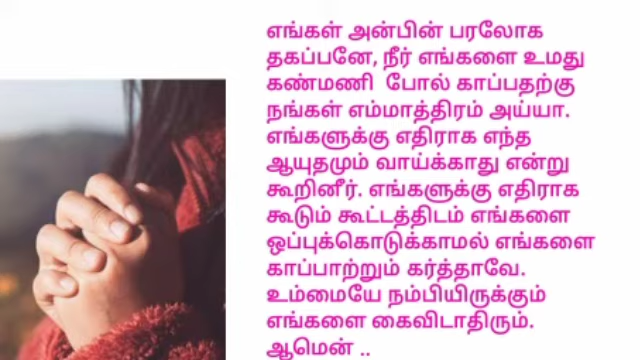 எங்கள் அன்பின் பரலோக
தகப்பனே, நீர் எங்களை உமது
கண்மணி போல் காப்பதற்கு
நங்கள் எம்மாத்திரம் அய்யா.
எங்களுக்கு எதிராக எந்த
ஆயுதமும் வாய்க்காது என்று
கூறினீர். எங்களுக்கு எதிராக
கூடும் கூட்டத்திடம் எங்களை
ஒப்புக்கொடுக்காமல் எங்களை
காப்பாற்றும் கர்த்தாவே.
உம்மையே நம்பியிருக்கும்
எங்களை கைவிடாதிரும்.
ஆமென் ..